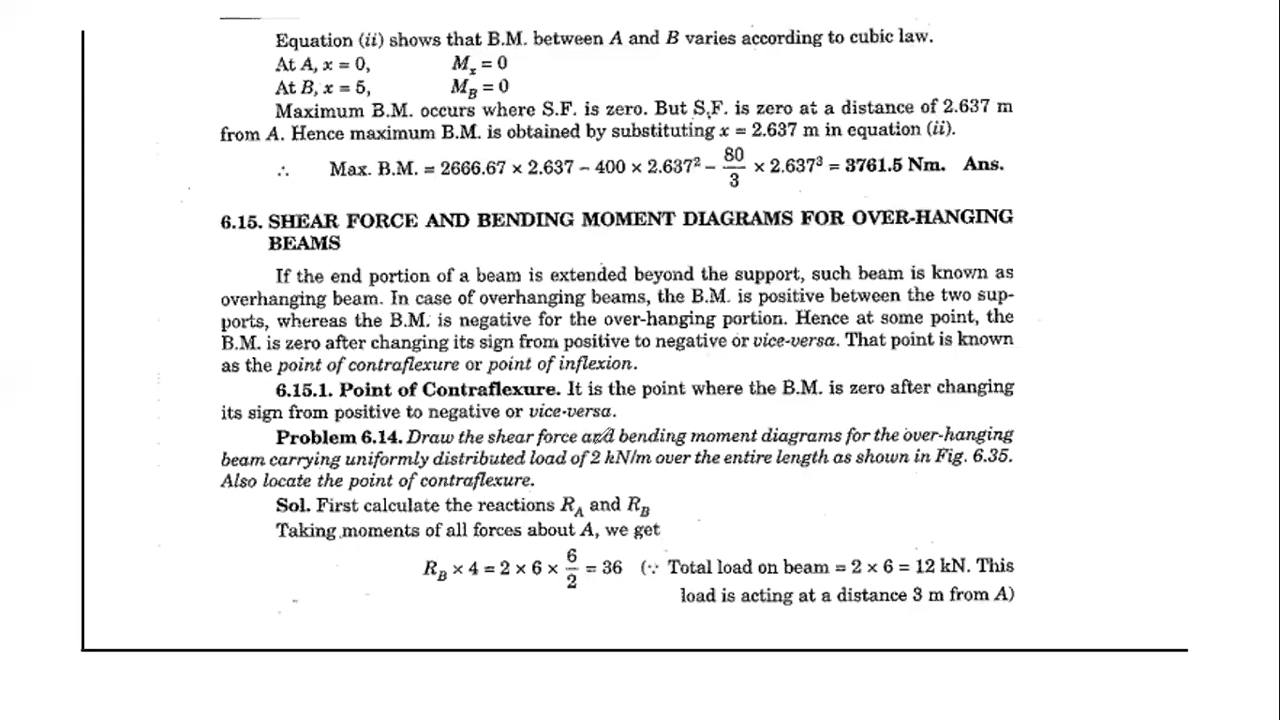 Equation (ii) shows that B.M. between A and B varies according to cubic law.
At A, x = 0, Mₓ = 0
At B, x = 5, M_B = 0
Maximum B.M. occurs where S.F. is zero. But S.F. is zero at a distance of 2.637 m
from A. Hence maximum B.M. is obtained by substituting x = 2.637 m in equation (ii).
∴ Max. B.M. = 2666.67 × 2.637 – 400 × 2.637² – 80/3 × 2.637³ = 3761.5 Nm. Ans.
6.15. SHEAR FORCE AND BENDING MOMENT DIAGRAMS FOR OVER-HANGING
BEAMS
If the end portion of a beam is extended beyond the support, such beam is known as
overhanging beam. In case of overhanging beams, the B.M. is positive between the two sup-
ports, whereas the B.M. is negative for the over-hanging portion. Hence at some point, the
B.M. is zero after changing its sign from positive to negative or vice-versa. That point is known
as the point of contraflexure or point of inflexion.
6.15.1. Point of Contraflexure. It is the point where the B.M. is zero after changing
its sign from positive to negative or vice-versa.
Problem 6.14. Draw the shear force and bending moment diagrams for the over-hanging
beam carrying uniformly distributed load of 2 kN/m over the entire length as shown in Fig. 6.35.
Also locate the point of contraflexure.
Sol. First calculate the reactions R_A and R_B
Taking moments of all forces about A, we get
R_B × 4 = 2 × 6 × 6/2 = 36 (∵ Total load on beam = 2 × 6 = 12 kN. This
load is acting at a distance 3 m from A)